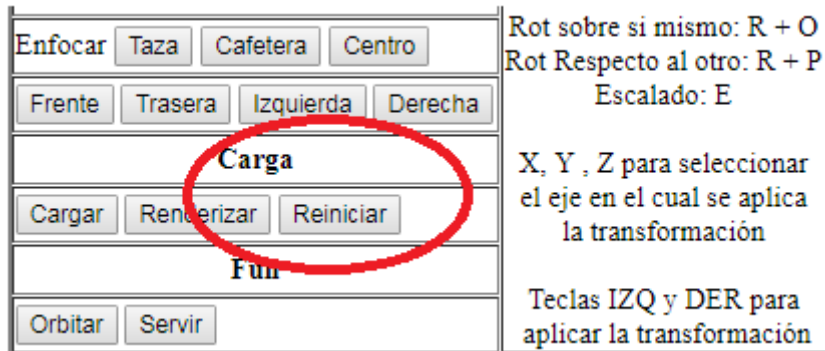 Enfocar Taza Cafetera Centro
Frente Trasera Izquierda Derecha
Carga
Cargar Renderizar Reiniciar
Fun
Orbitar Servir
Rot sobre si mismo: R + O
Rot Respecto al otro: R + P
Escalado: E
X, Y , Z para seleccionar
el eje en el cual se aplica
la transformación
Teclas IZQ y DER para
aplicar la transformación